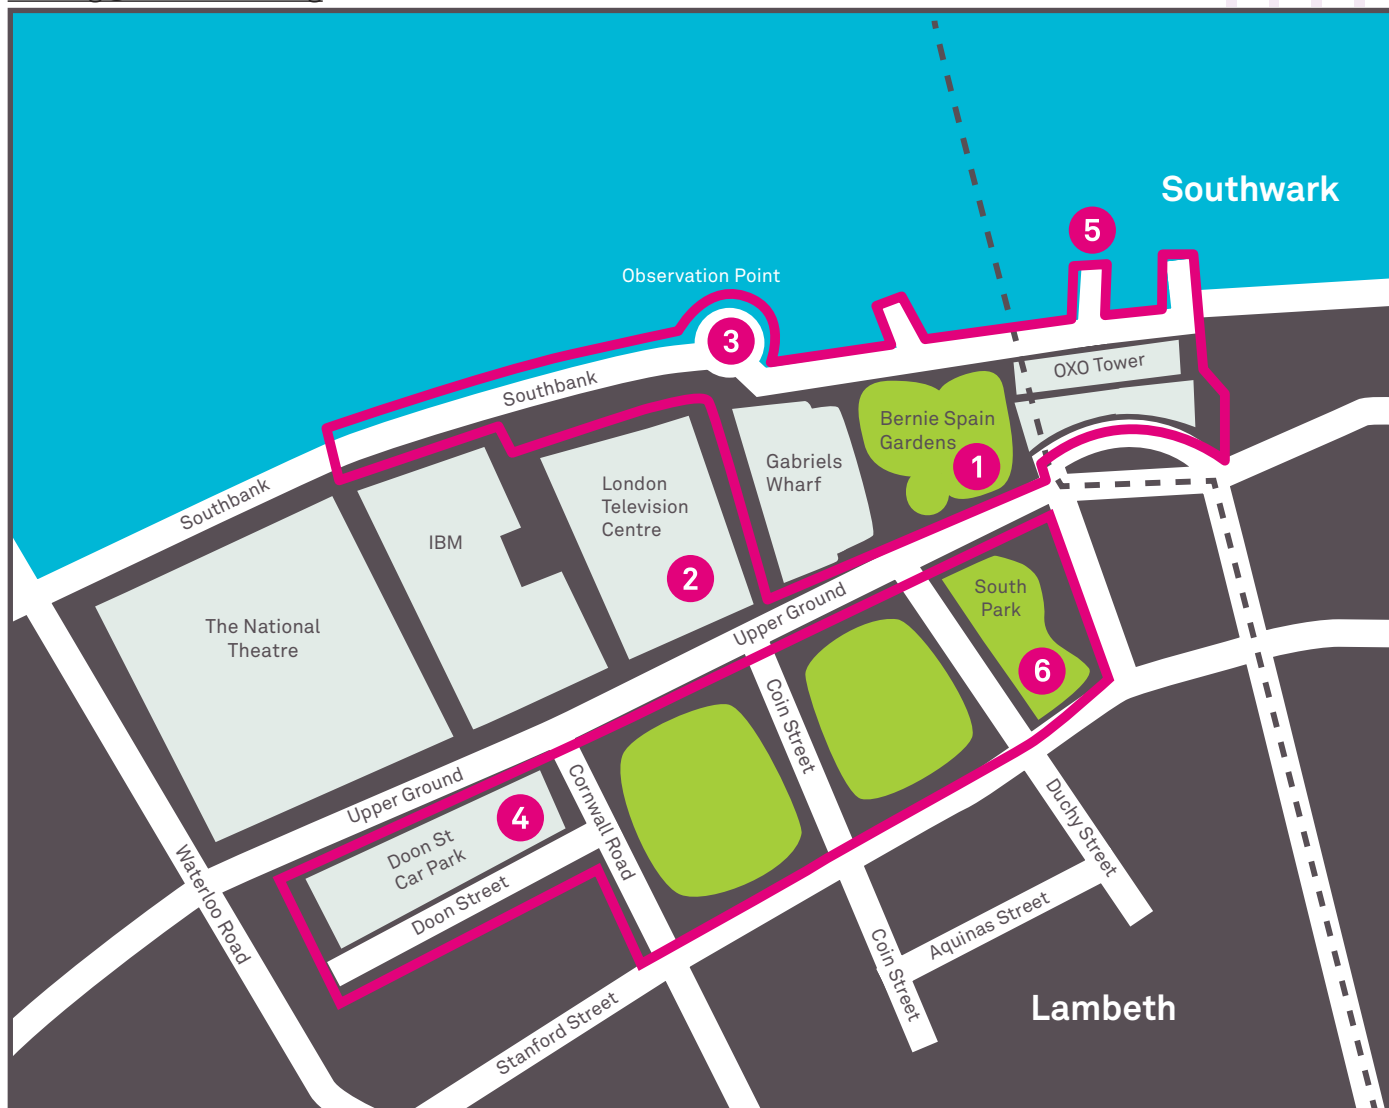 Southwark
5
Observation Point
3
OXO Tower
Southbank
Bernie Spain
Gardens
1
Gabriels
Wharf
London
Television
Centre
2
Southbank
IBM
The National
Theatre
South
Park
6
Upper Ground
Coin Street
Upper Ground
Cornwall Road
4
Doon St
Car Park
Doon Street
Duchy Street
Waterloo Road
Aquinas Street
Coin Street
Stanford Street
Lambeth